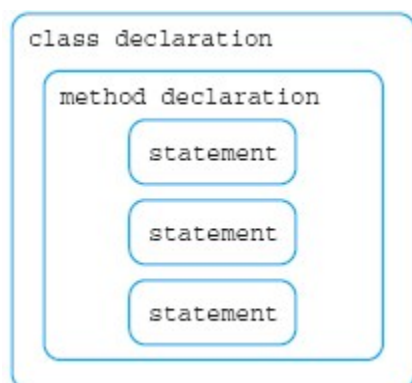 class declaration
method declaration
statement
statement
statement